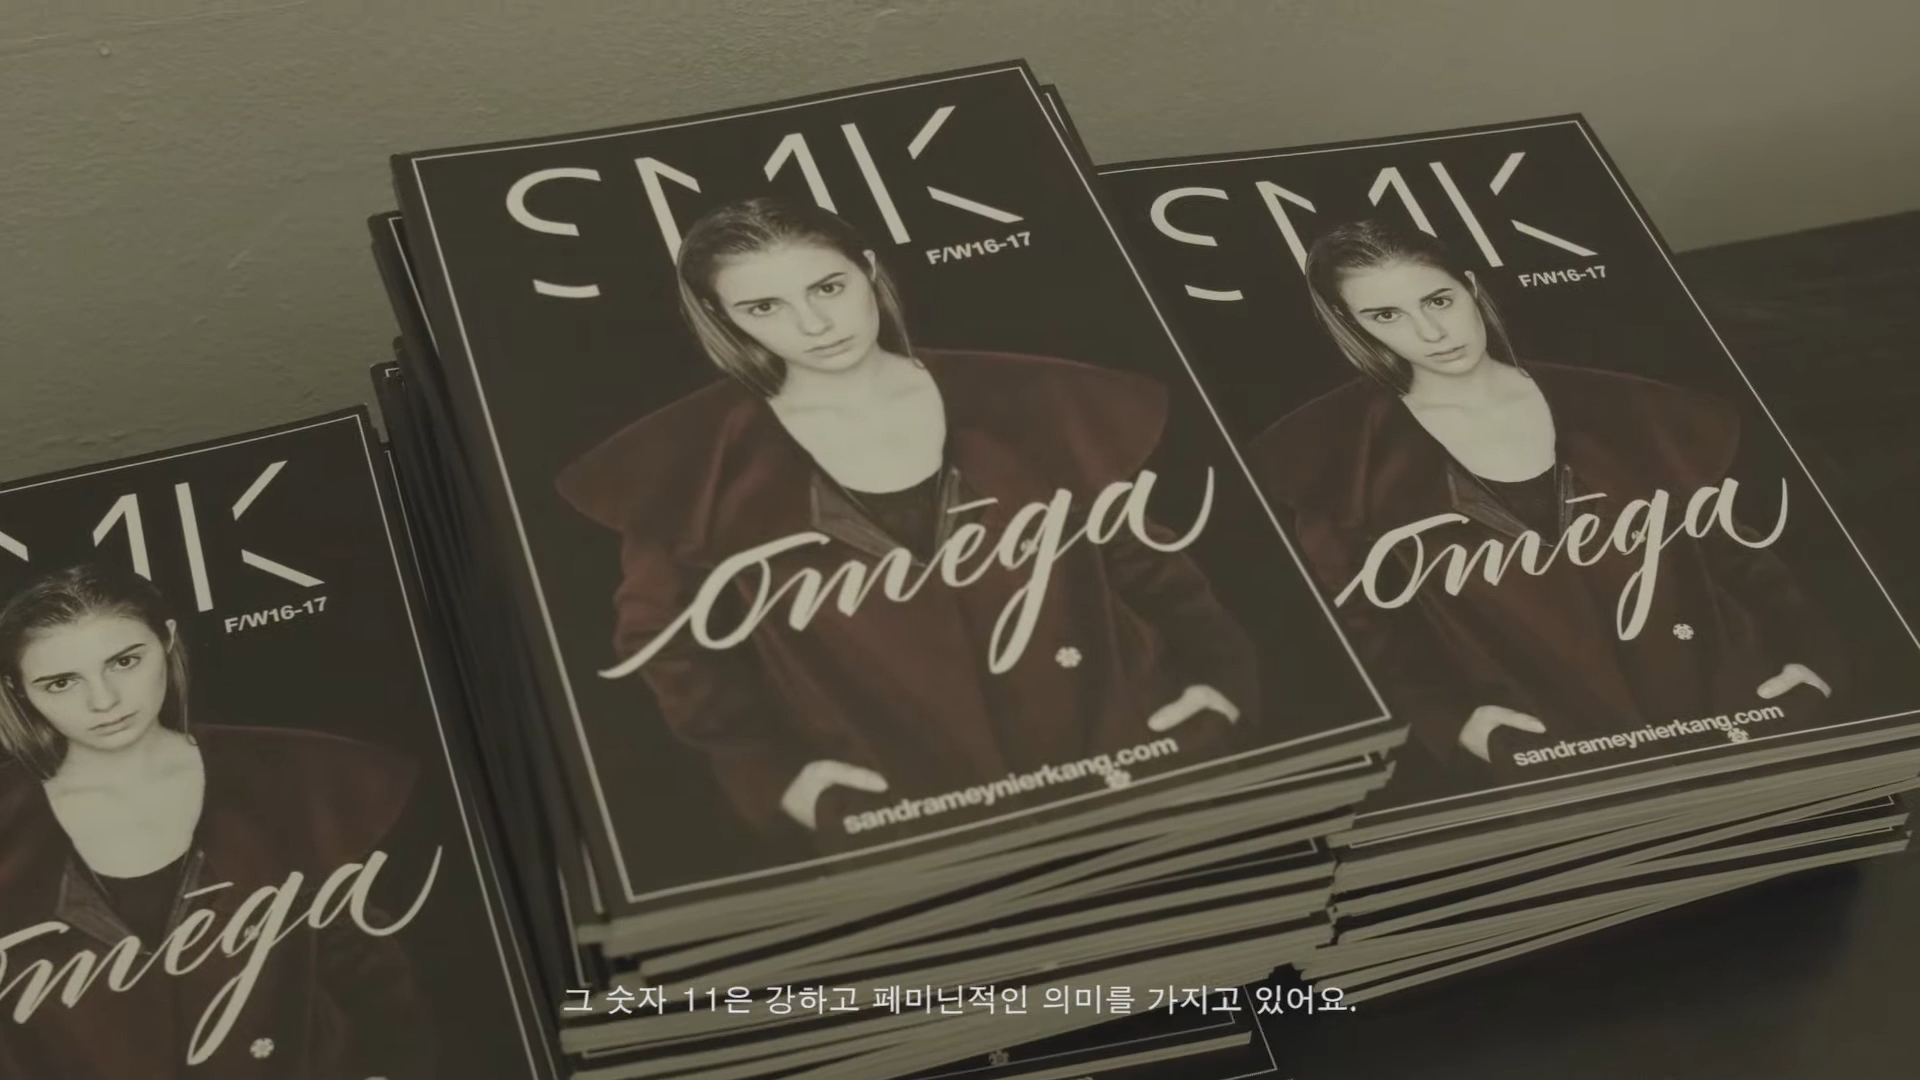 SMK
F/W16-17
omēga
sandrameynierkang.com
SMK
F/W16-17
omēga
sandrameynierkang.com
MK
F/W16-17
omēga
그 숫자 11은 강하고 페미닌적인 의미를 가지고 있어요.